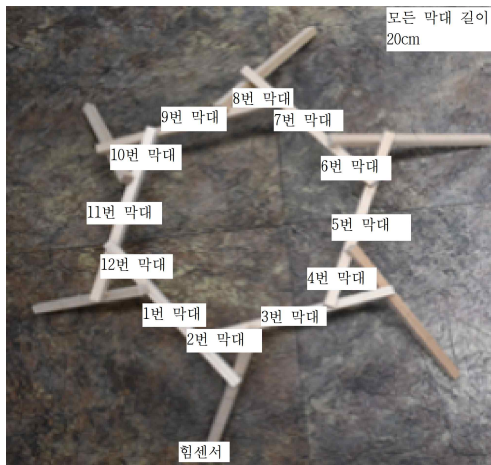 모든 막대 길이
20cm
8번 막대
9번 막대
7번 막대
10번 막대
6번 막대
11번 막대
5번 막대
12번 막대
4번 막대
1번 막대
3번 막대
2번 막대
힘센서